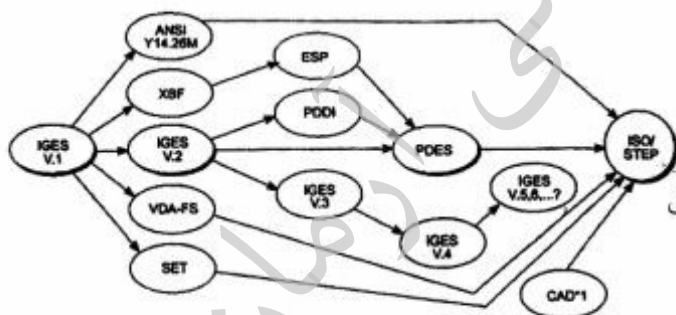 ANSI
Y14.26M
XBF
ESP
IGES
V.1
IGES
V.2
PDDI
PDES
ISO/
STEP
VDA-FS
IGES
V.3
IGES
V.4
IGES
V.5,6,...?
SET
CAD*1